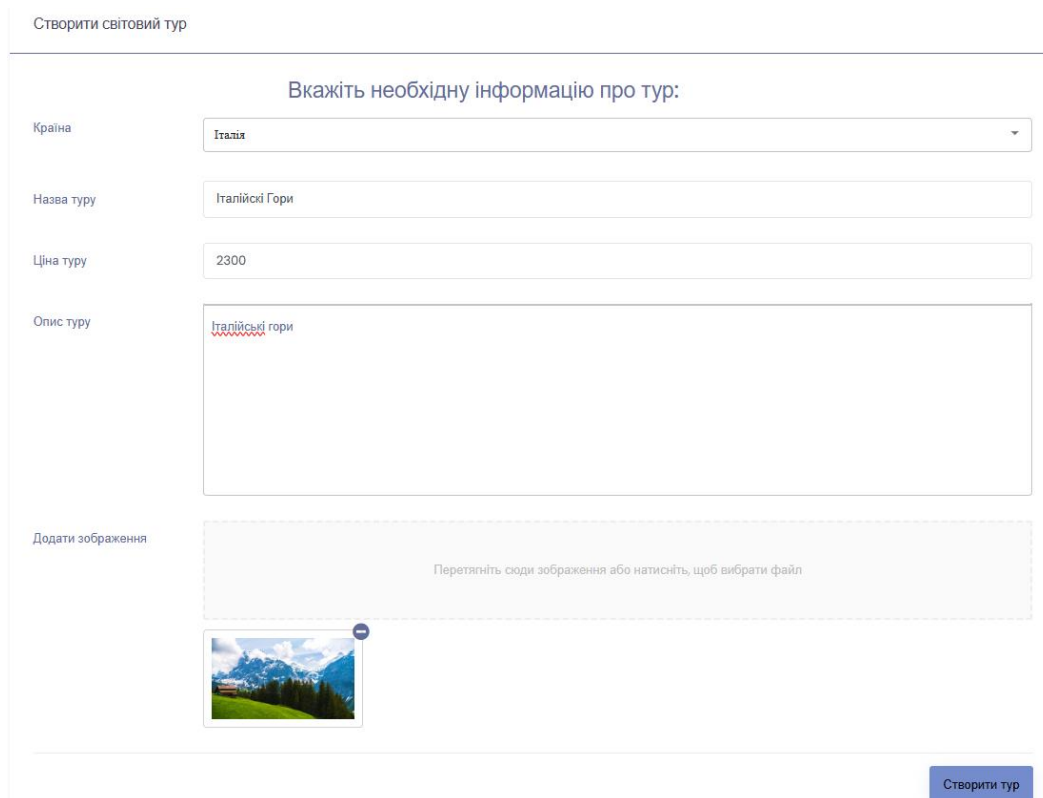 Створити світовий тур
Вкажіть необхідну інформацію про тур:
Країна
Італія
Назва туру
Італійскі Гори
Ціна туру
2300
Опис туру
Італійські гори
Додати зображення
Перетягніть сюди зображення або натисніть, щоб вибрати файл
Створити тур